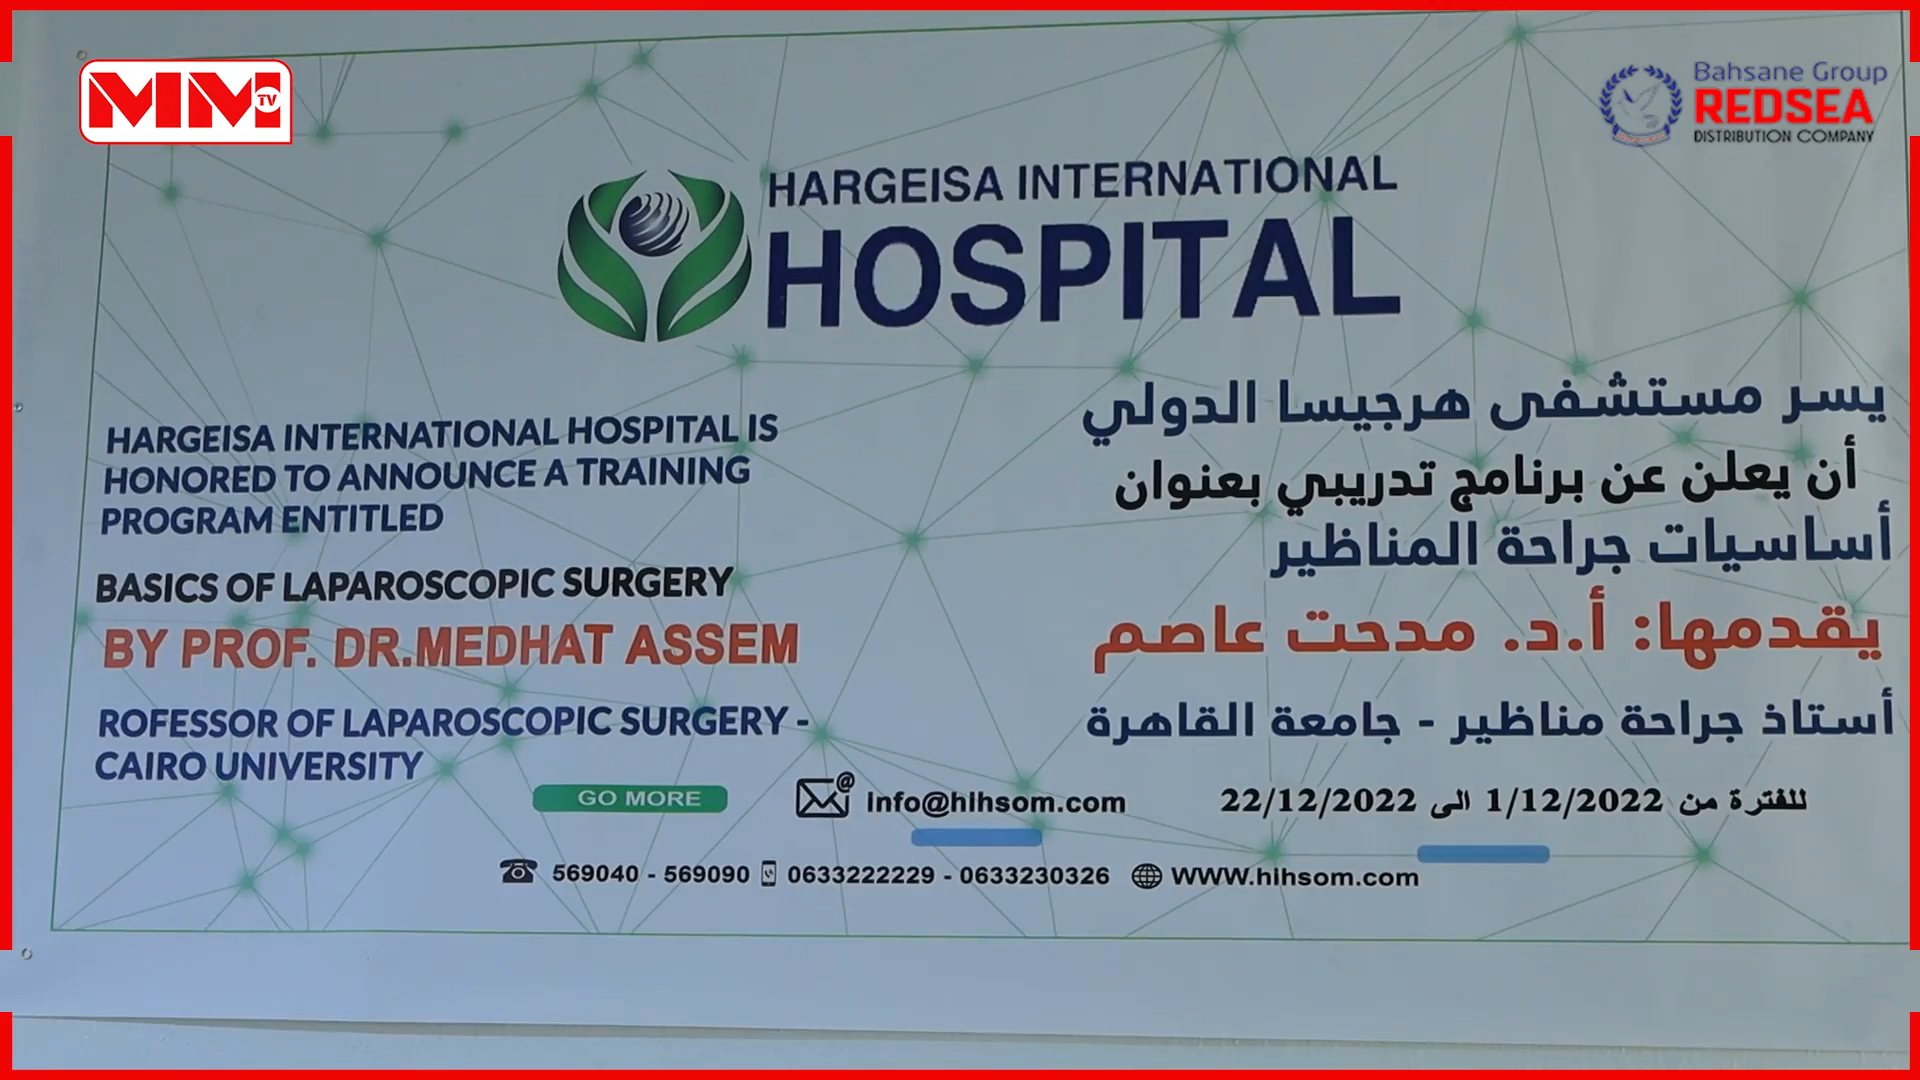 MM TV
Bahsane Group
REDSEA
DISTRIBUTION COMPANY
HARGEISA INTERNATIONAL
HOSPITAL
HARGEISA INTERNATIONAL HOSPITAL IS
HONORED TO ANNOUNCE A TRAINING
PROGRAM ENTITLED
BASICS OF LAPAROSCOPIC SURGERY
BY PROF. DR.MEDHAT ASSEM
ROFESSOR OF LAPAROSCOPIC SURGERY -
CAIRO UNIVERSITY
GO MORE
يسر مستشفى هرجيسا الدولي
أن يعلن عن برنامج تدريبي بعنوان
أساسيات جراحة المناظير
يقدمها: أ.د. مدحت عاصم
أستاذ جراحة مناظير - جامعة القاهرة
للفترة من 1/12/2022 الى 22/12/2022
Info@hihsom.com
569040 - 569090 0633222229 - 0633230326 WWW.hihsom.com